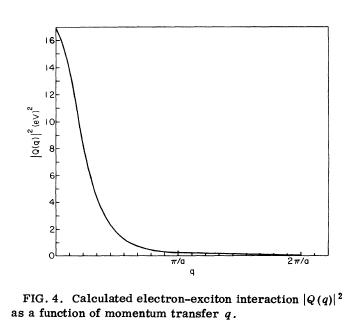 16
14
12
10
8
6
4
2
0
|Q(q)|² (eV)²
π/a
2π/a
q
FIG. 4. Calculated electron-exciton interaction |Q(q)|²
as a function of momentum transfer q.